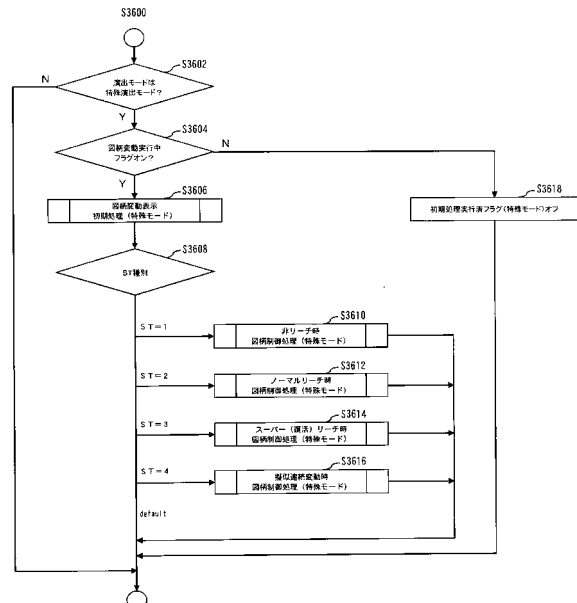 S3600
S3602
N
演出モードは
特殊演出モード?
Y
S3604
図柄変動実行中
フラグオン?
N
Y
S3606
図柄変動表示
初期処理(特殊モード)
S3618
初期処理実行済フラグ(特殊モード)オフ
S3608
ST種別
ST=1
S3610
非リーチ時
図柄制御処理(特殊モード)
ST=2
S3612
ノーマルリーチ時
図柄制御処理(特殊モード)
ST=3
S3614
スーパー(復活)リーチ時
図柄制御処理(特殊モード)
ST=4
S3616
擬似連続変動時
図柄制御処理(特殊モード)
default